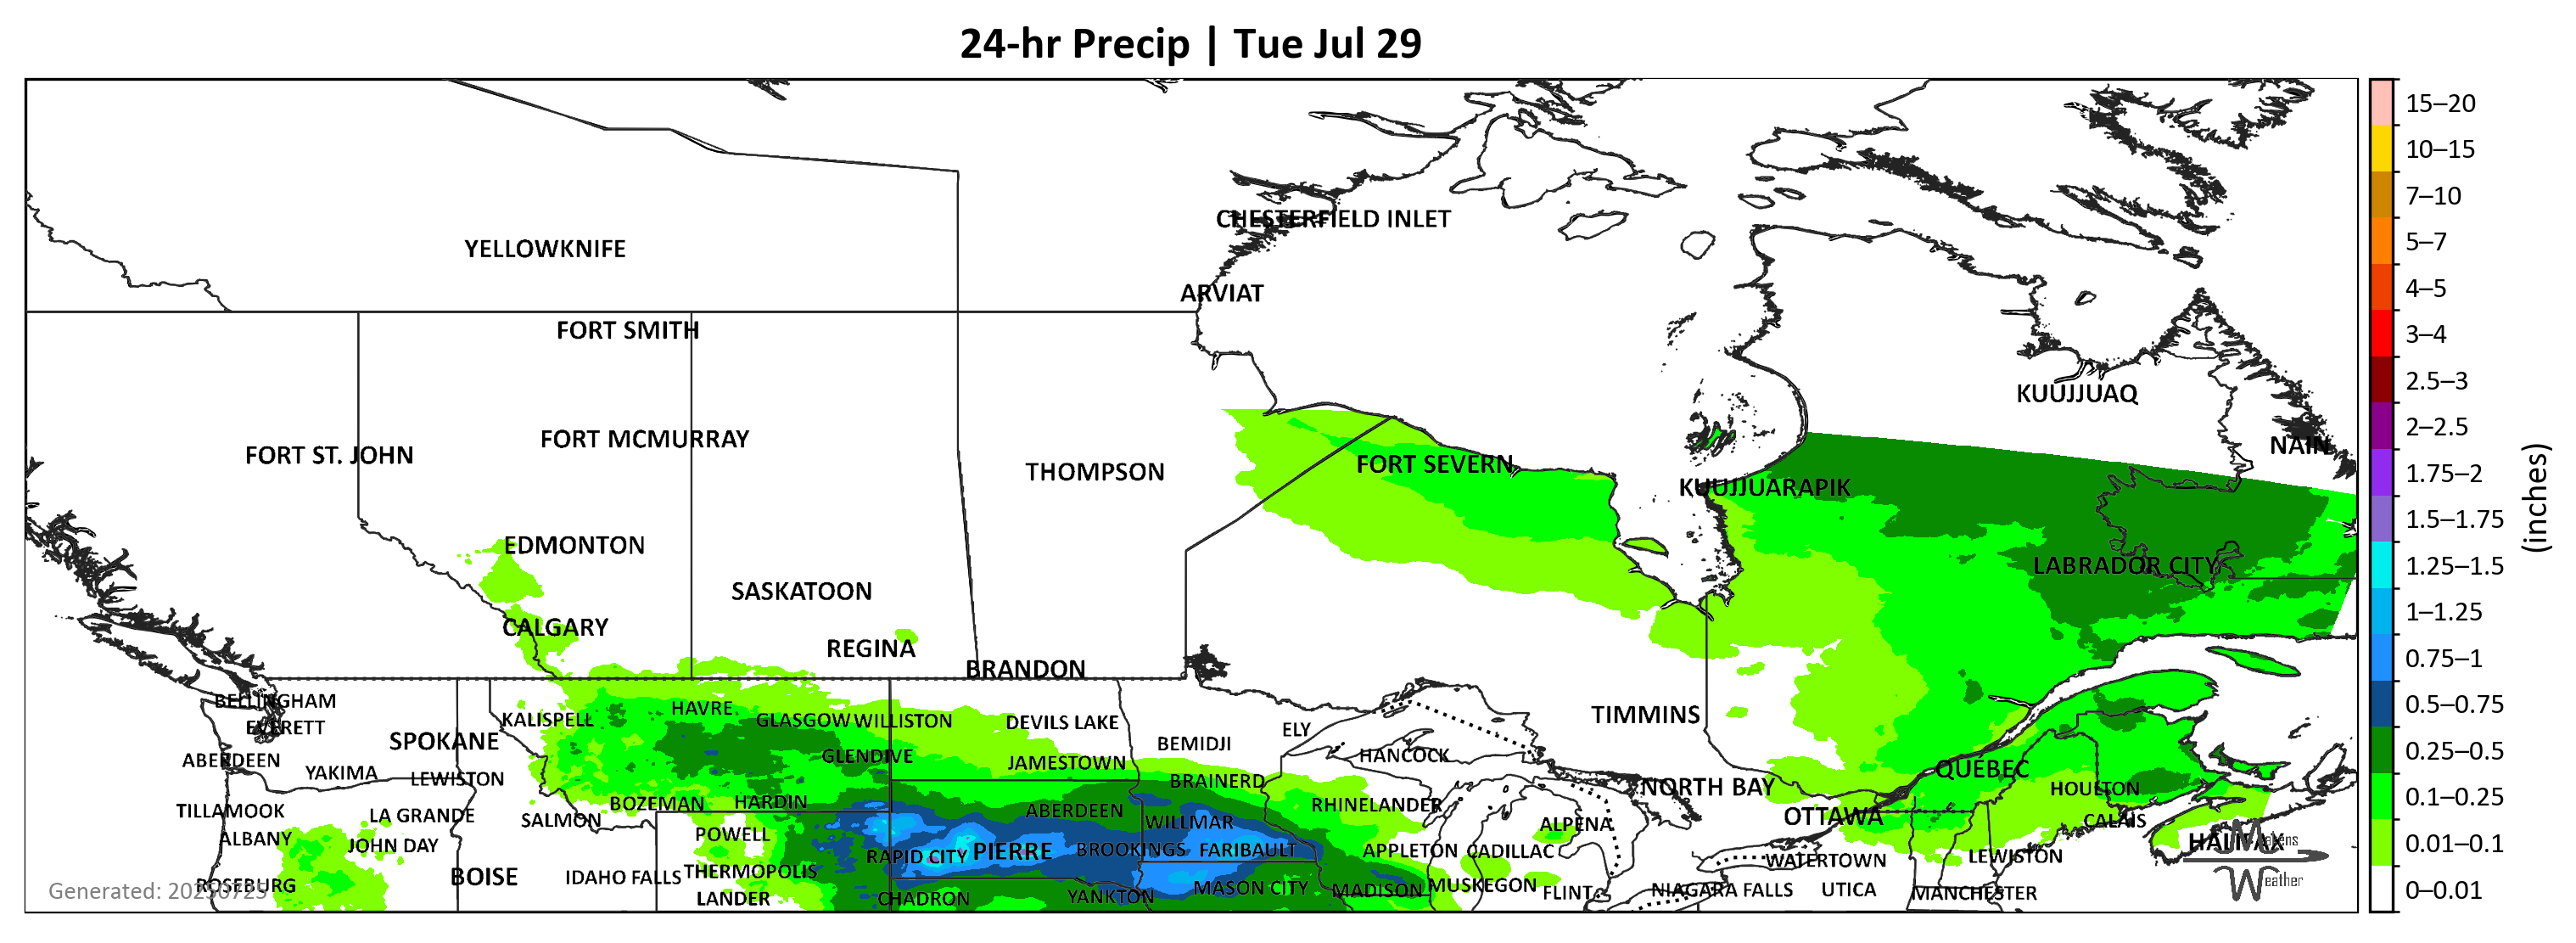 24-hr Precip | Tue Jul 29
15–20
10–15
7–10
5–7
4–5
3–4
2.5–3
2–2.5
1.75–2
1.5–1.75
1.25–1.5
1–1.25
0.75–1
0.5–0.75
0.25–0.5
0.1–0.25
0.01–0.1
0–0.01
(inches)
CHESTERFIELD INLET
YELLOWKNIFE
ARVIAT
FORT SMITH
KUUJJUAQ
FORT MCMURRAY
NAIN
FORT ST. JOHN
FORT SEVERN
THOMPSON
KUUJJUARAPIK
EDMONTON
LABRADOR CITY
SASKATOON
CALGARY
REGINA
BRANDON
BELLINGHAM
HAVRE
TIMMINS
KALISPELL
GLASGOW
WILLISTON
DEVILS LAKE
EVERETT
ELY
SPOKANE
BEMIDJI
HANCOCK
ABERDEEN
GLENDIVE
JAMESTOWN
QUÉBEC
YAKIMA
LEWISTON
BRAINERD
NORTH BAY
HOULTON
BOZEMAN
HARDIN
RHINELANDER
TILLAMOOK
LA GRANDE
SALMON
ABERDEEN
OTTAWA
CALAIS
WILLMAR
ALPENA
ALBANY
JOHN DAY
POWELL
HALIFAX
RAPID CITY
PIERRE
BROOKINGS
FARIBAULT
APPLETON
CADILLAC
WATERTOWN
LEWISTON
Weather
ROSEBURG
BOISE
IDAHO FALLS
THERMOPOLIS
MASON CITY
MADISON
MUSKEGON
FLINT
NIAGARA FALLS
UTICA
MANCHESTER
Generated: 20250725
LANDER
CHADRON
YANKTON